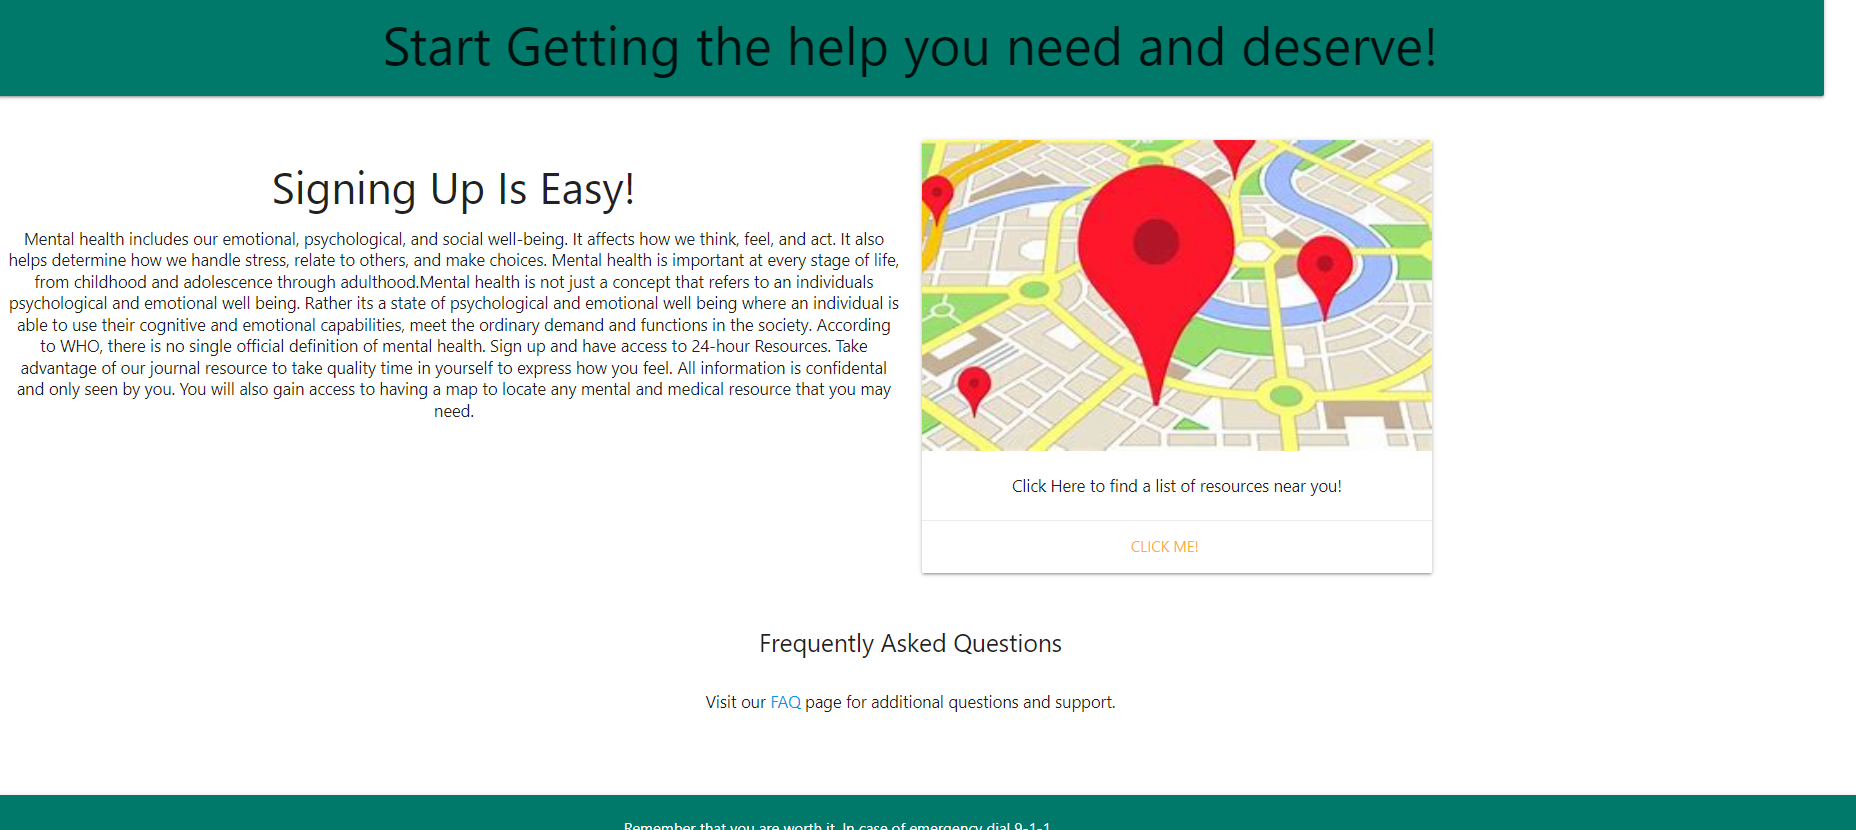 Start Getting the help you need and deserve!
Signing Up Is Easy!
Mental health includes our emotional, psychological, and social well-being. It affects how we think, feel, and act. It also
helps determine how we handle stress, relate to others, and make choices. Mental health is important at every stage of life,
from childhood and adolescence through adulthood.Mental health is not just a concept that refers to an individuals
psychological and emotional well being. Rather its a state of psychological and emotional well being where an individual is
able to use their cognitive and emotional capabilities, meet the ordinary demand and functions in the society. According
to WHO, there is no single official definition of mental health. Sign up and have access to 24-hour Resources. Take
advantage of our journal resource to take quality time in yourself to express how you feel. All information is confidental
and only seen by you. You will also gain access to having a map to locate any mental and medical resource that you may
need.
Click Here to find a list of resources near you!
CLICK ME!
Frequently Asked Questions
Visit our FAQ page for additional questions and support.
Remember that you are worth it. In case of emergency dial 9-1-1